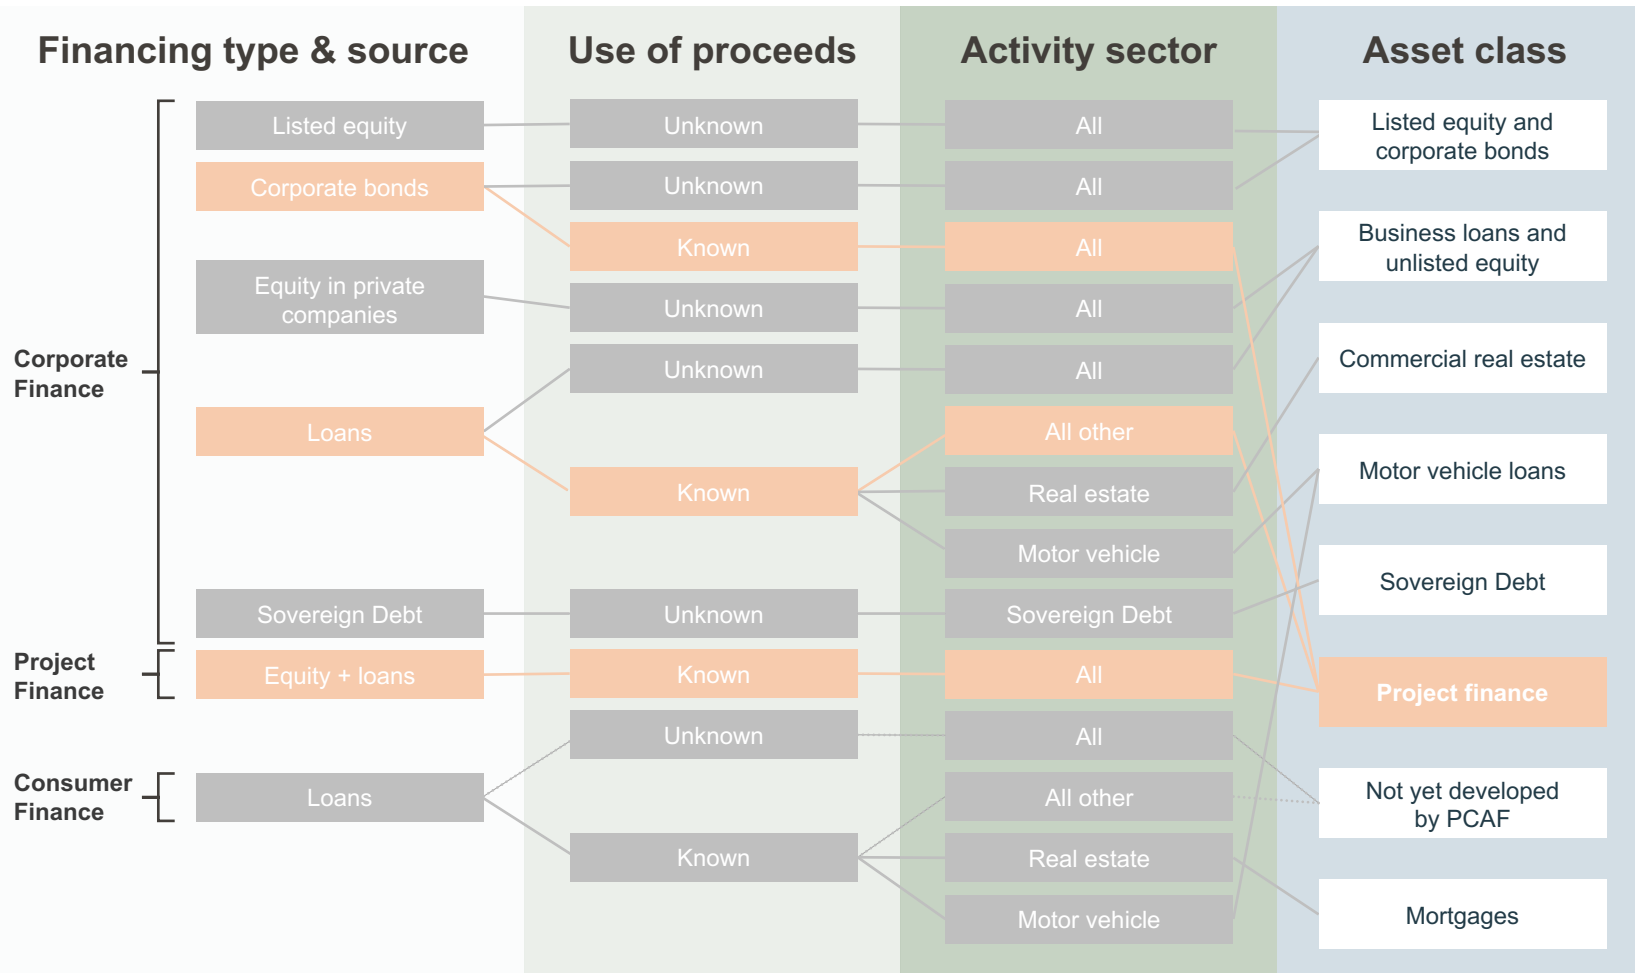 Financing type & source
Use of proceeds
Activity sector
Asset class
Corporate
Finance
Listed equity
Corporate bonds
Equity in private
companies
Loans
Sovereign Debt
Project
Finance
Equity + loans
Consumer
Finance
Loans
Unknown
Unknown
Known
Unknown
Unknown
Known
Unknown
Known
Unknown
Known
All
All
All
All
All
All other
Real estate
Motor vehicle
Sovereign Debt
All
All
All other
Real estate
Motor vehicle
Listed equity and
corporate bonds
Business loans and
unlisted equity
Commercial real estate
Motor vehicle loans
Sovereign Debt
Project finance
Not yet developed
by PCAF
Mortgages